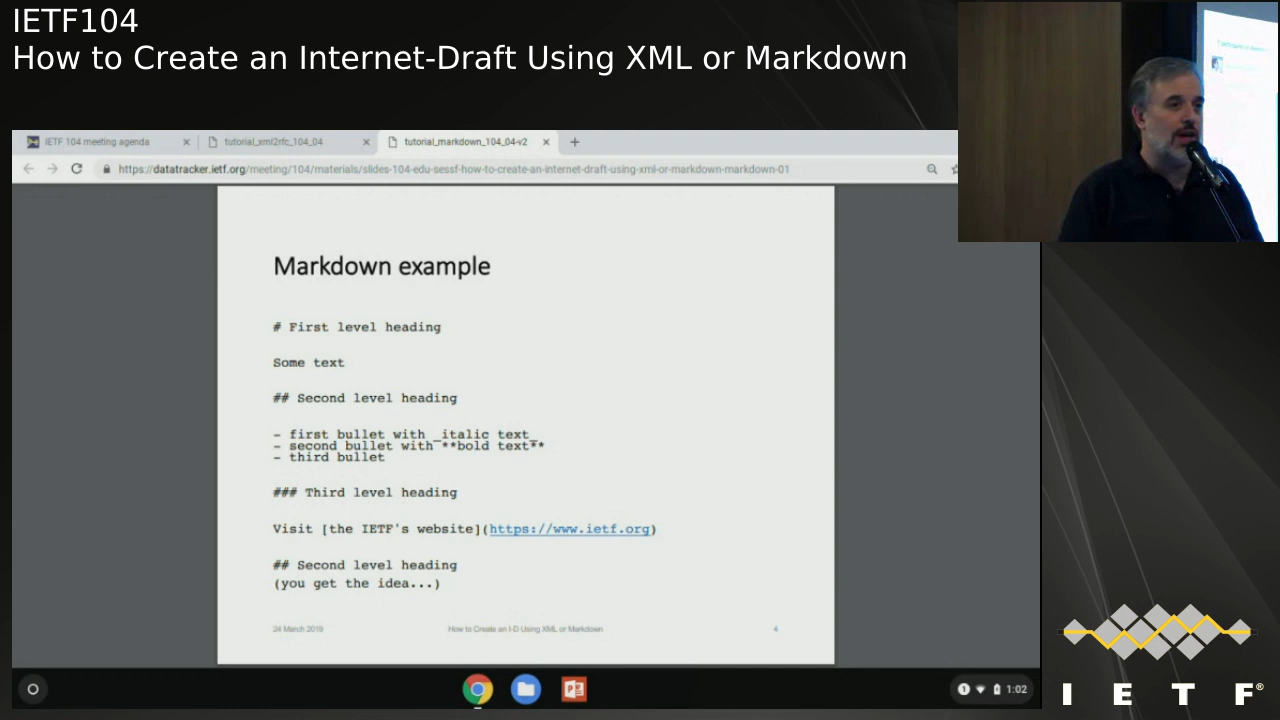 IETF104
How to Create an Internet-Draft Using XML or Markdown
IETF 104 meeting agenda
tutorial_xml2rfc_104_04
tutorial_markdown_104_04-v2
https://datatracker.ietf.org/meeting/104/materials/slides-104-edu-sessf-how-to-create-an-internet-draft-using-xml-or-markdown-markdown-01
Markdown example
# First level heading
Some text
## Second level heading
- first bullet with _italic text_
- second bullet with **bold text**
- third bullet
### Third level heading
Visit [the IETF's website](https://www.ietf.org)
## Second level heading
(you get the idea...)
24 March 2019 How to Create an I-D Using XML or Markdown 4
1 1:02
I E T F®